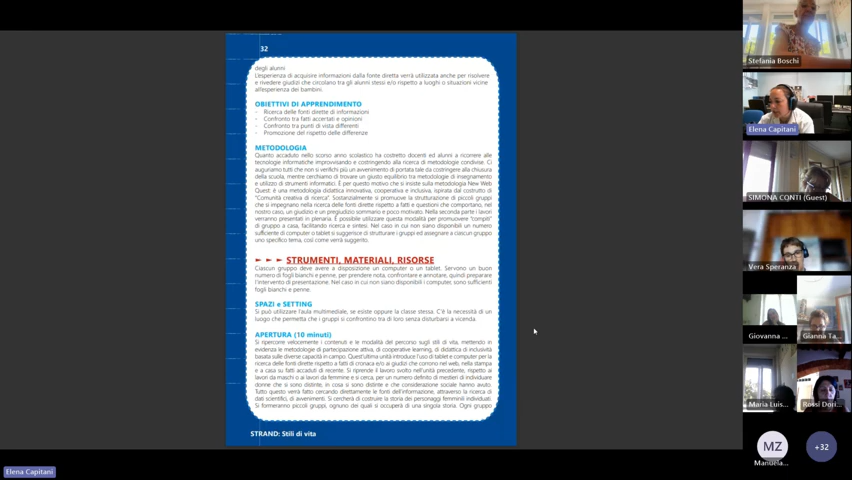 32
degli alunni
L'esperienza di acquisire informazioni dalla fonte diretta verrà utilizzata anche per risolvere
e rivedere giudizi che circolano tra gli alunni stessi e/o rispetto a luoghi o situazioni vicine
all'esperienza dei bambini.
OBIETTIVI DI APPRENDIMENTO
- Ricerca delle fonti dirette di informazioni
- Confronto tra fatti accertati e opinioni
- Confronto tra punti di vista differenti
- Promozione del rispetto delle differenze
METODOLOGIA
Quanto accaduto nello scorso anno scolastico ha costretto docenti ed alunni a ricorrere alle
tecnologie informatiche improvvisando e costringendo alla ricerca di metodologie condivise. Ci
auguriamo tutti che non si verifichi più un avvenimento di portata tale da costringere alla chiusura
della scuola, mentre cerchiamo di trovare un giusto equilibrio tra metodologie di insegnamento
e utilizzo di strumenti informatici. È per questo motivo che si insiste sulla metodologia New Web
Quest: è una metodologia didattica innovativa, cooperativa e inclusiva, ispirata dal costrutto di
"Comunità creativa di ricerca". Sostanzialmente si promuove la strutturazione di piccoli gruppi
che si impegnano nella ricerca delle fonti dirette rispetto a fatti e questioni che comportano, nel
nostro caso, un giudizio e un pregiudizio sommario e poco motivato. Nella seconda parte i lavori
verranno presentati in plenaria. È possibile utilizzare questa modalità per promuovere "compiti"
di gruppo a casa, facilitando ricerca e sintesi. Nel caso in cui non siano disponibili un numero
sufficiente di computer o tablet si suggerisce di strutturare i gruppi ed assegnare a ciascun gruppo
uno specifico tema, così come verrà suggerito.
► ► ► STRUMENTI, MATERIALI, RISORSE
Ciascun gruppo deve avere a disposizione un computer o un tablet. Servono un buon
numero di fogli bianchi e penne, per prendere nota, confrontare e annotare, quindi preparare
l'intervento di presentazione. Nel caso in cui non siano disponibili i computer, sono sufficienti
fogli bianchi e penne.
SPAZI e SETTING
Si può utilizzare l'aula multimediale, se esiste oppure la classe stessa. C'è la necessità di un
luogo che permetta che i gruppi si confrontino tra di loro senza disturbarsi a vicenda.
APERTURA (10 minuti)
Si ripercorre velocemente i contenuti e le modalità del percorso sugli stili di vita, mettendo in
evidenza le metodologie di partecipazione attiva, di cooperative learning, di didattica di inclusività
basata sulle diverse capacità in campo. Quest'ultima unità introduce l'uso di tablet e computer per la
ricerca delle fonti dirette rispetto a fatti di cronaca e/o ai giudizi che corrono nel web, nella stampa
e a casa su fatti accaduti di recente. Si riprende il lavoro svolto nell'unità precedente, rispetto ai
lavori da maschi o ai lavori da femmine e si cerca, per un numero definito di mestieri di individuare
donne che si sono distinte, in cosa si sono distinte e che considerazione sociale hanno avuto.
Tutto questo verrà fatto cercando direttamente le fonti dell'informazione, attraverso la ricerca di
dati scientifici, di avvenimenti. Si cercherà di costruire la storia dei personaggi femminili individuati.
Si formeranno piccoli gruppi, ognuno dei quali si occuperà di una singola storia. Ogni gruppo
STRAND: Stili di vita
Elena Capitani
Stefania Boschi
Elena Capitani
SIMONA CONTI (Guest)
Vera Speranza
Giovanna ...
Gianna Ta...
Maria Luis...
Rossi Dori...
MZ
Manuela...
+32